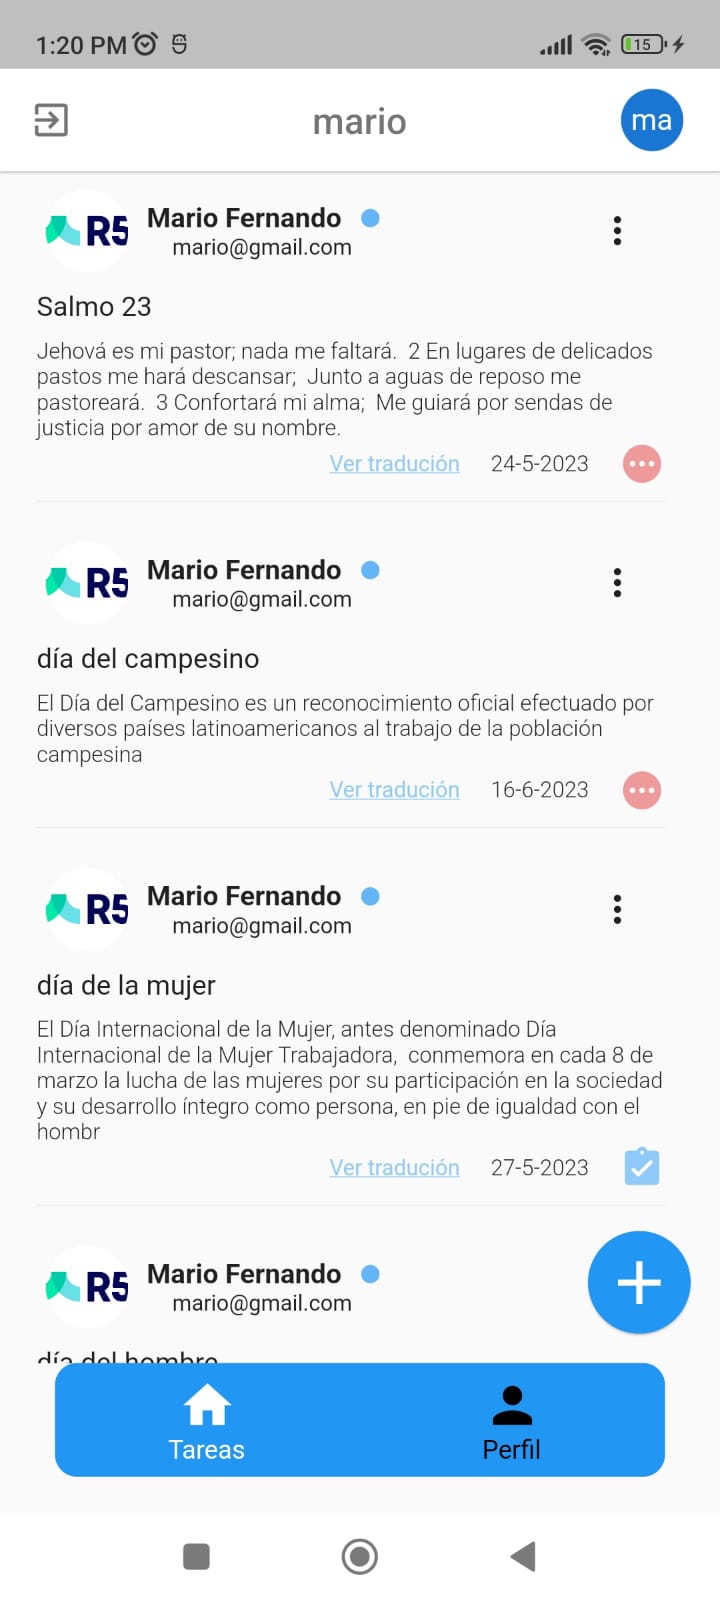 1:20 PM
15
mario
ma
R5
Mario Fernando
mario@gmail.com
Salmo 23
Jehová es mi pastor; nada me faltará.  2 En lugares de delicados
pastos me hará descansar;  Junto a aguas de reposo me
pastoreará.  3 Confortará mi alma;  Me guiará por sendas de
justicia por amor de su nombre.
Ver tradución 24-5-2023
R5
Mario Fernando
mario@gmail.com
día del campesino
El Día del Campesino es un reconocimiento oficial efectuado por
diversos países latinoamericanos al trabajo de la población
campesina
Ver tradución 16-6-2023
R5
Mario Fernando
mario@gmail.com
día de la mujer
El Día Internacional de la Mujer, antes denominado Día
Internacional de la Mujer Trabajadora,  conmemora en cada 8 de
marzo la lucha de las mujeres por su participación en la sociedad
y su desarrollo íntegro como persona, en pie de igualdad con el
hombr
Ver tradución 27-5-2023
R5
Mario Fernando
mario@gmail.com
día del hombre
Tareas
Perfil